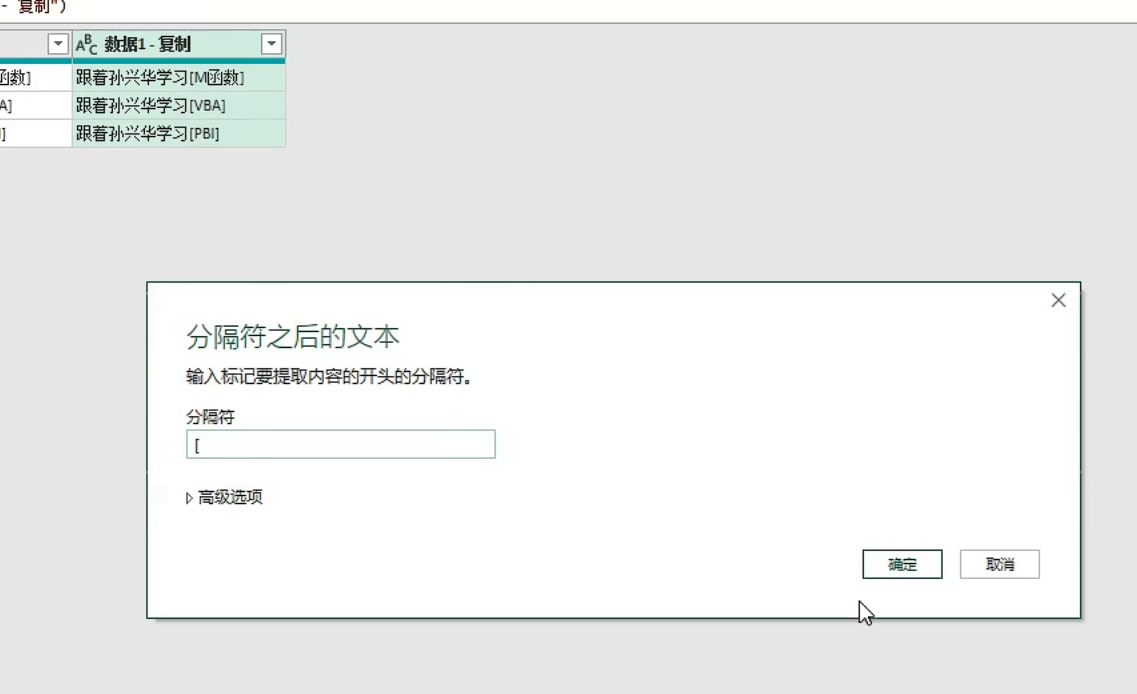 - 复制")
ABC 数据1 - 复制
函数] 跟着孙兴华学习[M函数]
A] 跟着孙兴华学习[VBA]
] 跟着孙兴华学习[PBI]
分隔符之后的文本
输入标记要提取内容的开头的分隔符。
分隔符
[
高级选项
确定 取消